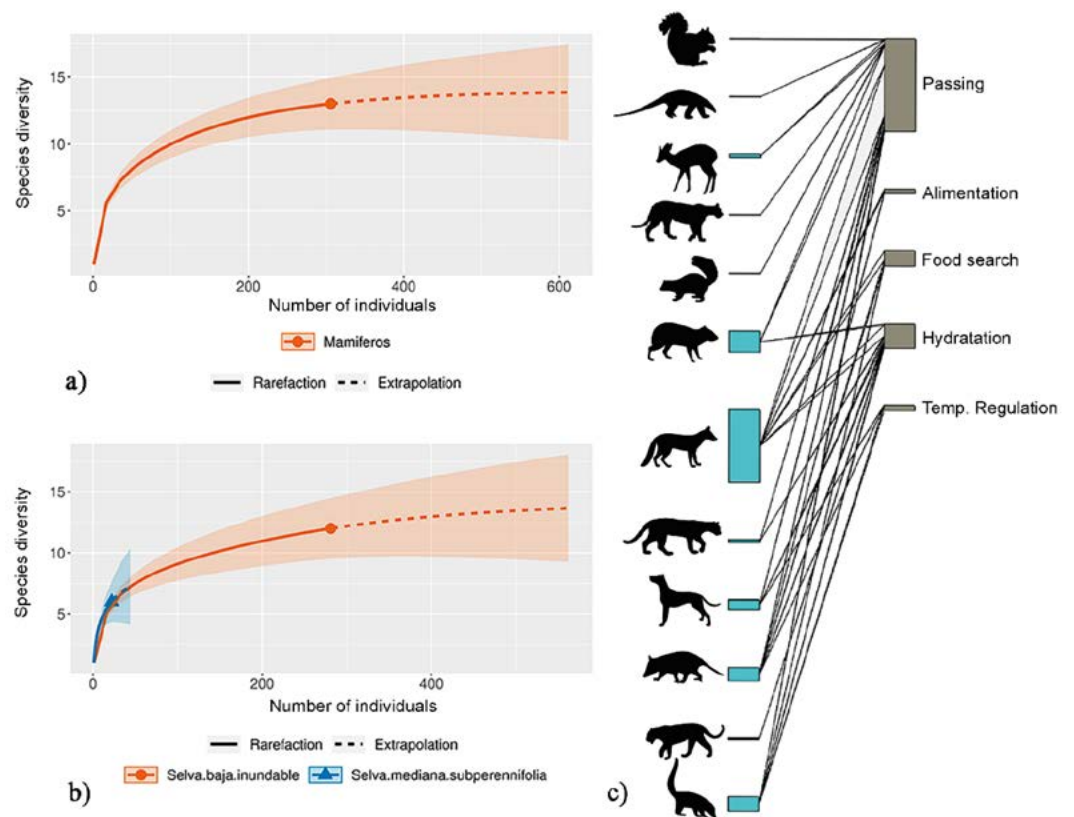 Species diversity
15
10
5
0
200
400
600
Number of individuals
Mamiferos
Rarefaction
Extrapolation
a)
Species diversity
15
10
5
0
200
400
Number of individuals
Rarefaction
Extrapolation
Selva.baja.inundable
Selva.mediana.subperennifolia
b)
Passing
Alimentation
Food search
Hydratation
Temp. Regulation
c)